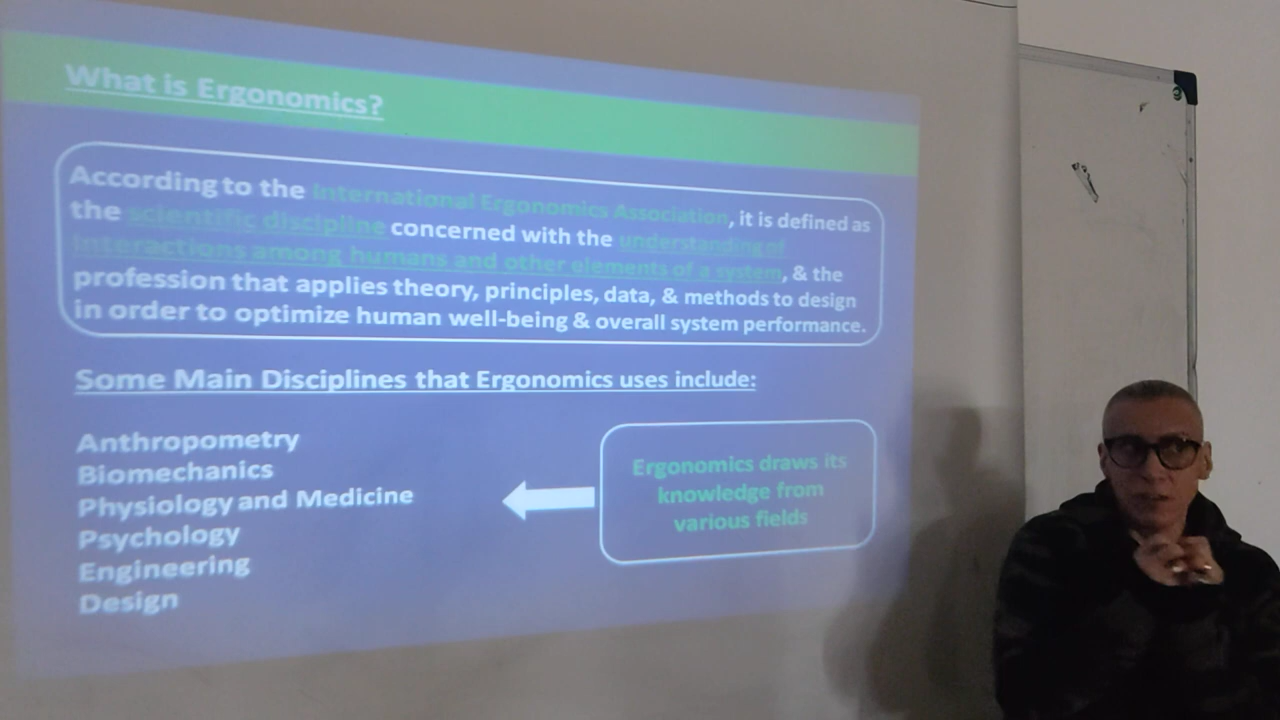 What is Ergonomics?
According to the International Ergonomics Association, it is defined as
the scientific discipline concerned with the understanding of
interactions among humans and other elements of a system, & the
profession that applies theory, principles, data, & methods to design
in order to optimize human well-being & overall system performance.
Some Main Disciplines that Ergonomics uses include:
Anthropometry
Biomechanics
Physiology and Medicine
Psychology
Engineering
Design
Ergonomics draws its
knowledge from
various fields